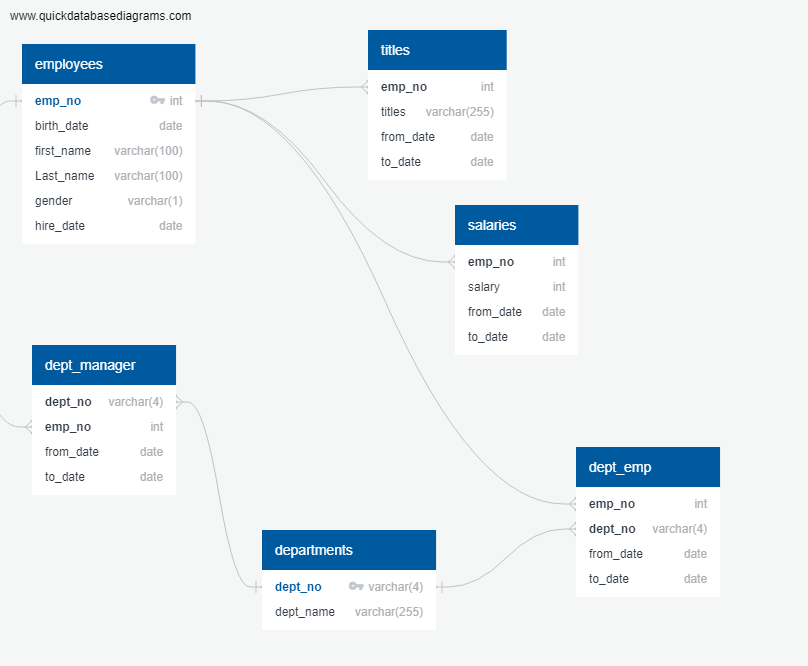 www.quickdatabasediagrams.com
employees
emp_no int
birth_date date
first_name varchar(100)
Last_name varchar(100)
gender varchar(1)
hire_date date
titles
emp_no int
titles varchar(255)
from_date date
to_date date
salaries
emp_no int
salary int
from_date date
to_date date
dept_manager
dept_no varchar(4)
emp_no int
from_date date
to_date date
departments
dept_no varchar(4)
dept_name varchar(255)
dept_emp
emp_no int
dept_no varchar(4)
from_date date
to_date date